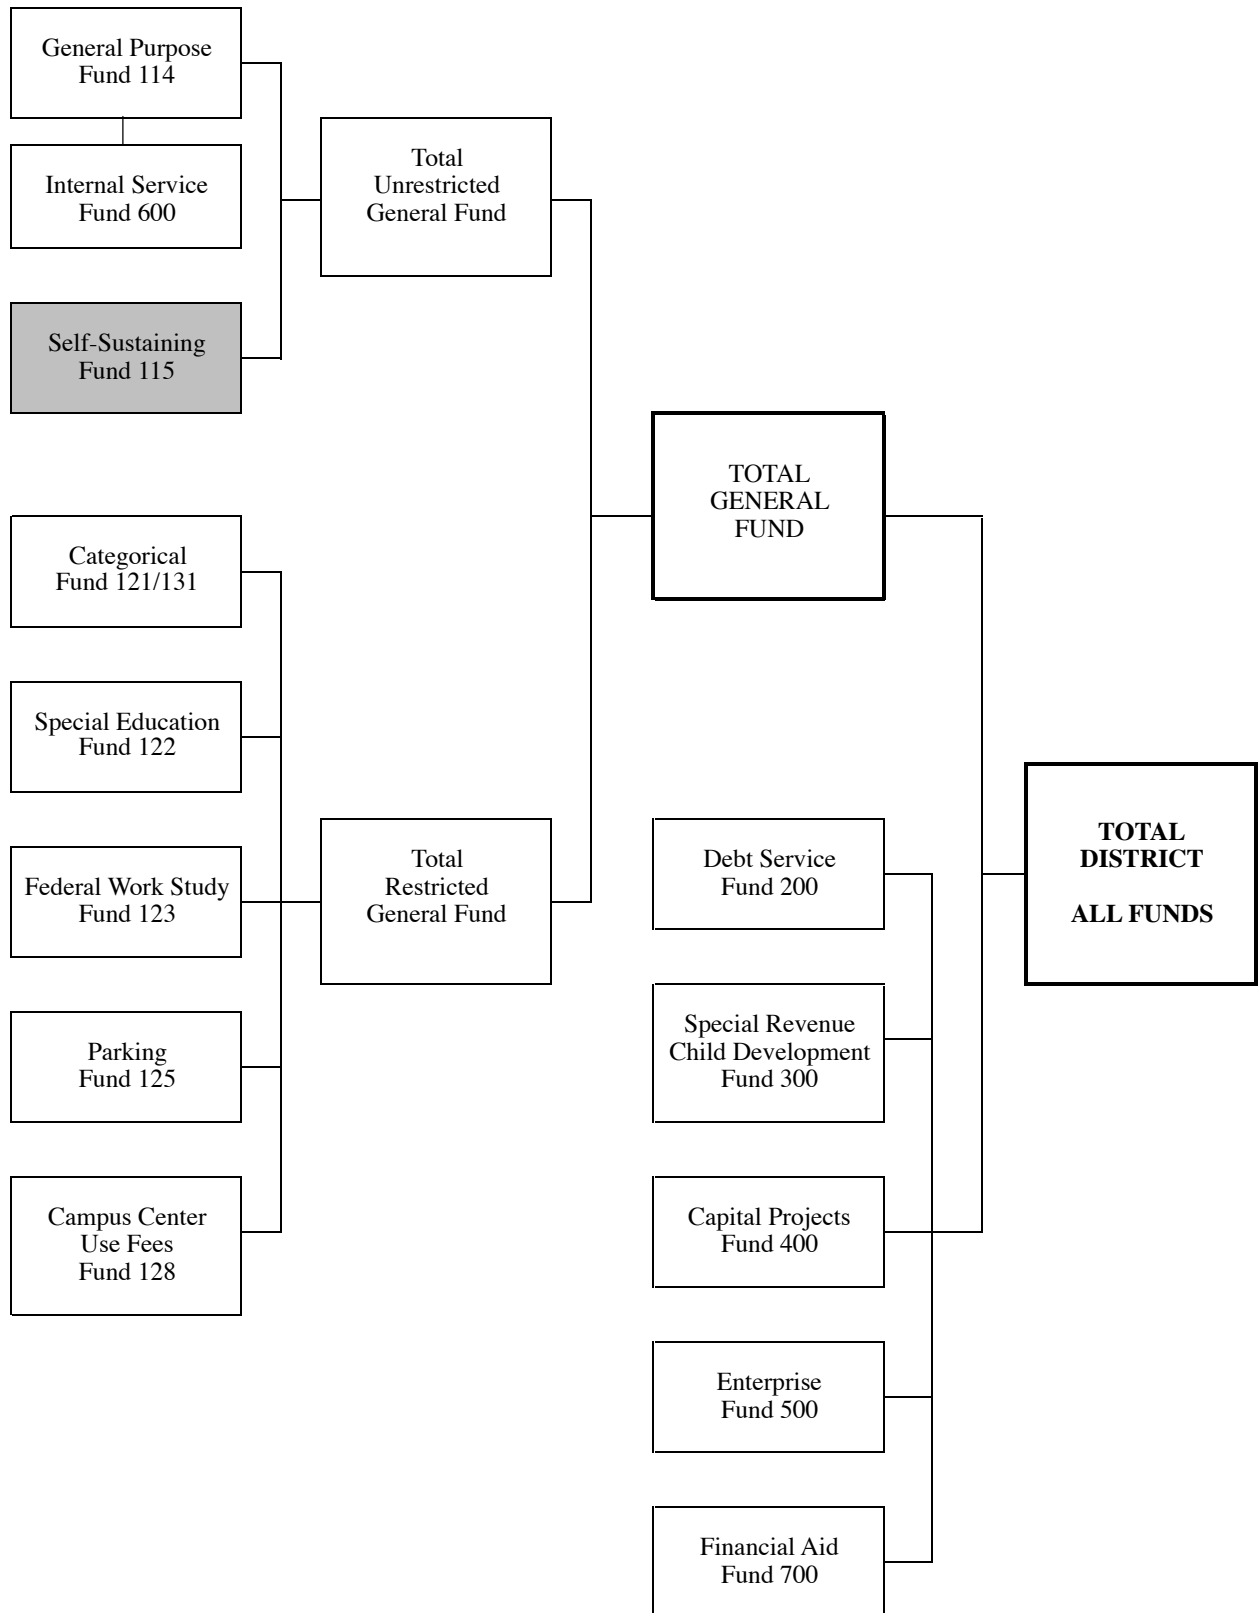 General Purpose
Fund 114
Internal Service
Fund 600
Self-Sustaining
Fund 115
Total
Unrestricted
General Fund
Categorical
Fund 121/131
Special Education
Fund 122
Federal Work Study
Fund 123
Parking
Fund 125
Campus Center
Use Fees
Fund 128
Total
Restricted
General Fund
TOTAL
GENERAL
FUND
Debt Service
Fund 200
Special Revenue
Child Development
Fund 300
Capital Projects
Fund 400
Enterprise
Fund 500
Financial Aid
Fund 700
TOTAL
DISTRICT
ALL FUNDS